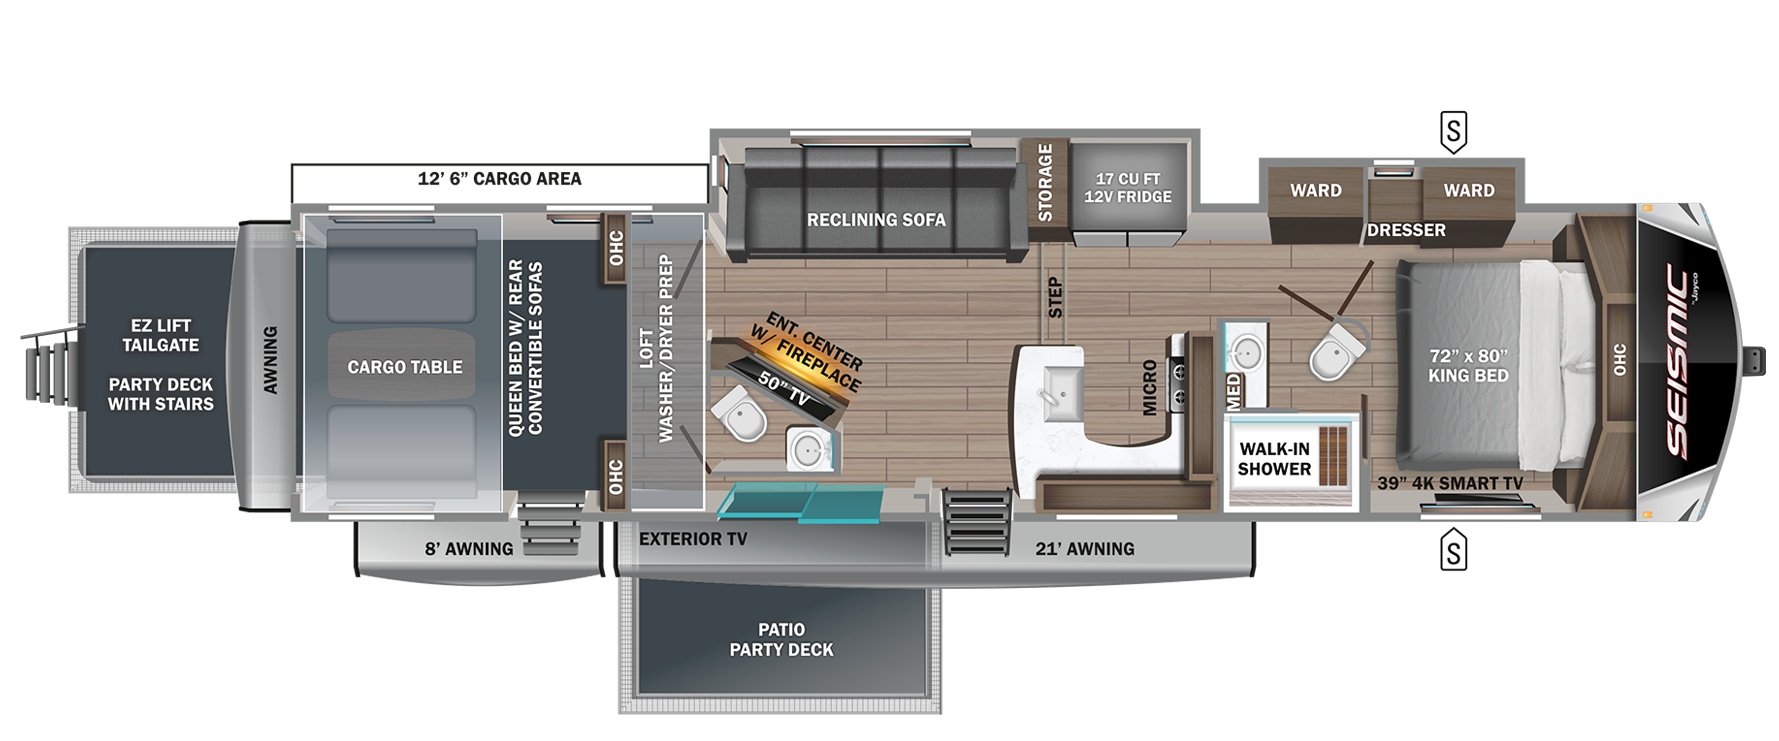 S
12' 6" CARGO AREA
17 CU FT
12V FRIDGE
STORAGE
RECLINING SOFA
WARD
WARD
DRESSER
OHC
EZ LIFT
TAILGATE
PARTY DECK
WITH STAIRS
AWNING
CARGO TABLE
QUEEN BED W/ REAR
CONVERTIBLE SOFAS
OHC
LOFT
WASHER/DRYER PREP
ENT. CENTER
W/ FIREPLACE
50" TV
STEP
MICRO
MED
WALK-IN
SHOWER
72" x 80"
KING BED
OHC
SEISMIC
BY Jayco
39" 4K SMART TV
8' AWNING
EXTERIOR TV
21' AWNING
S
PATIO
PARTY DECK